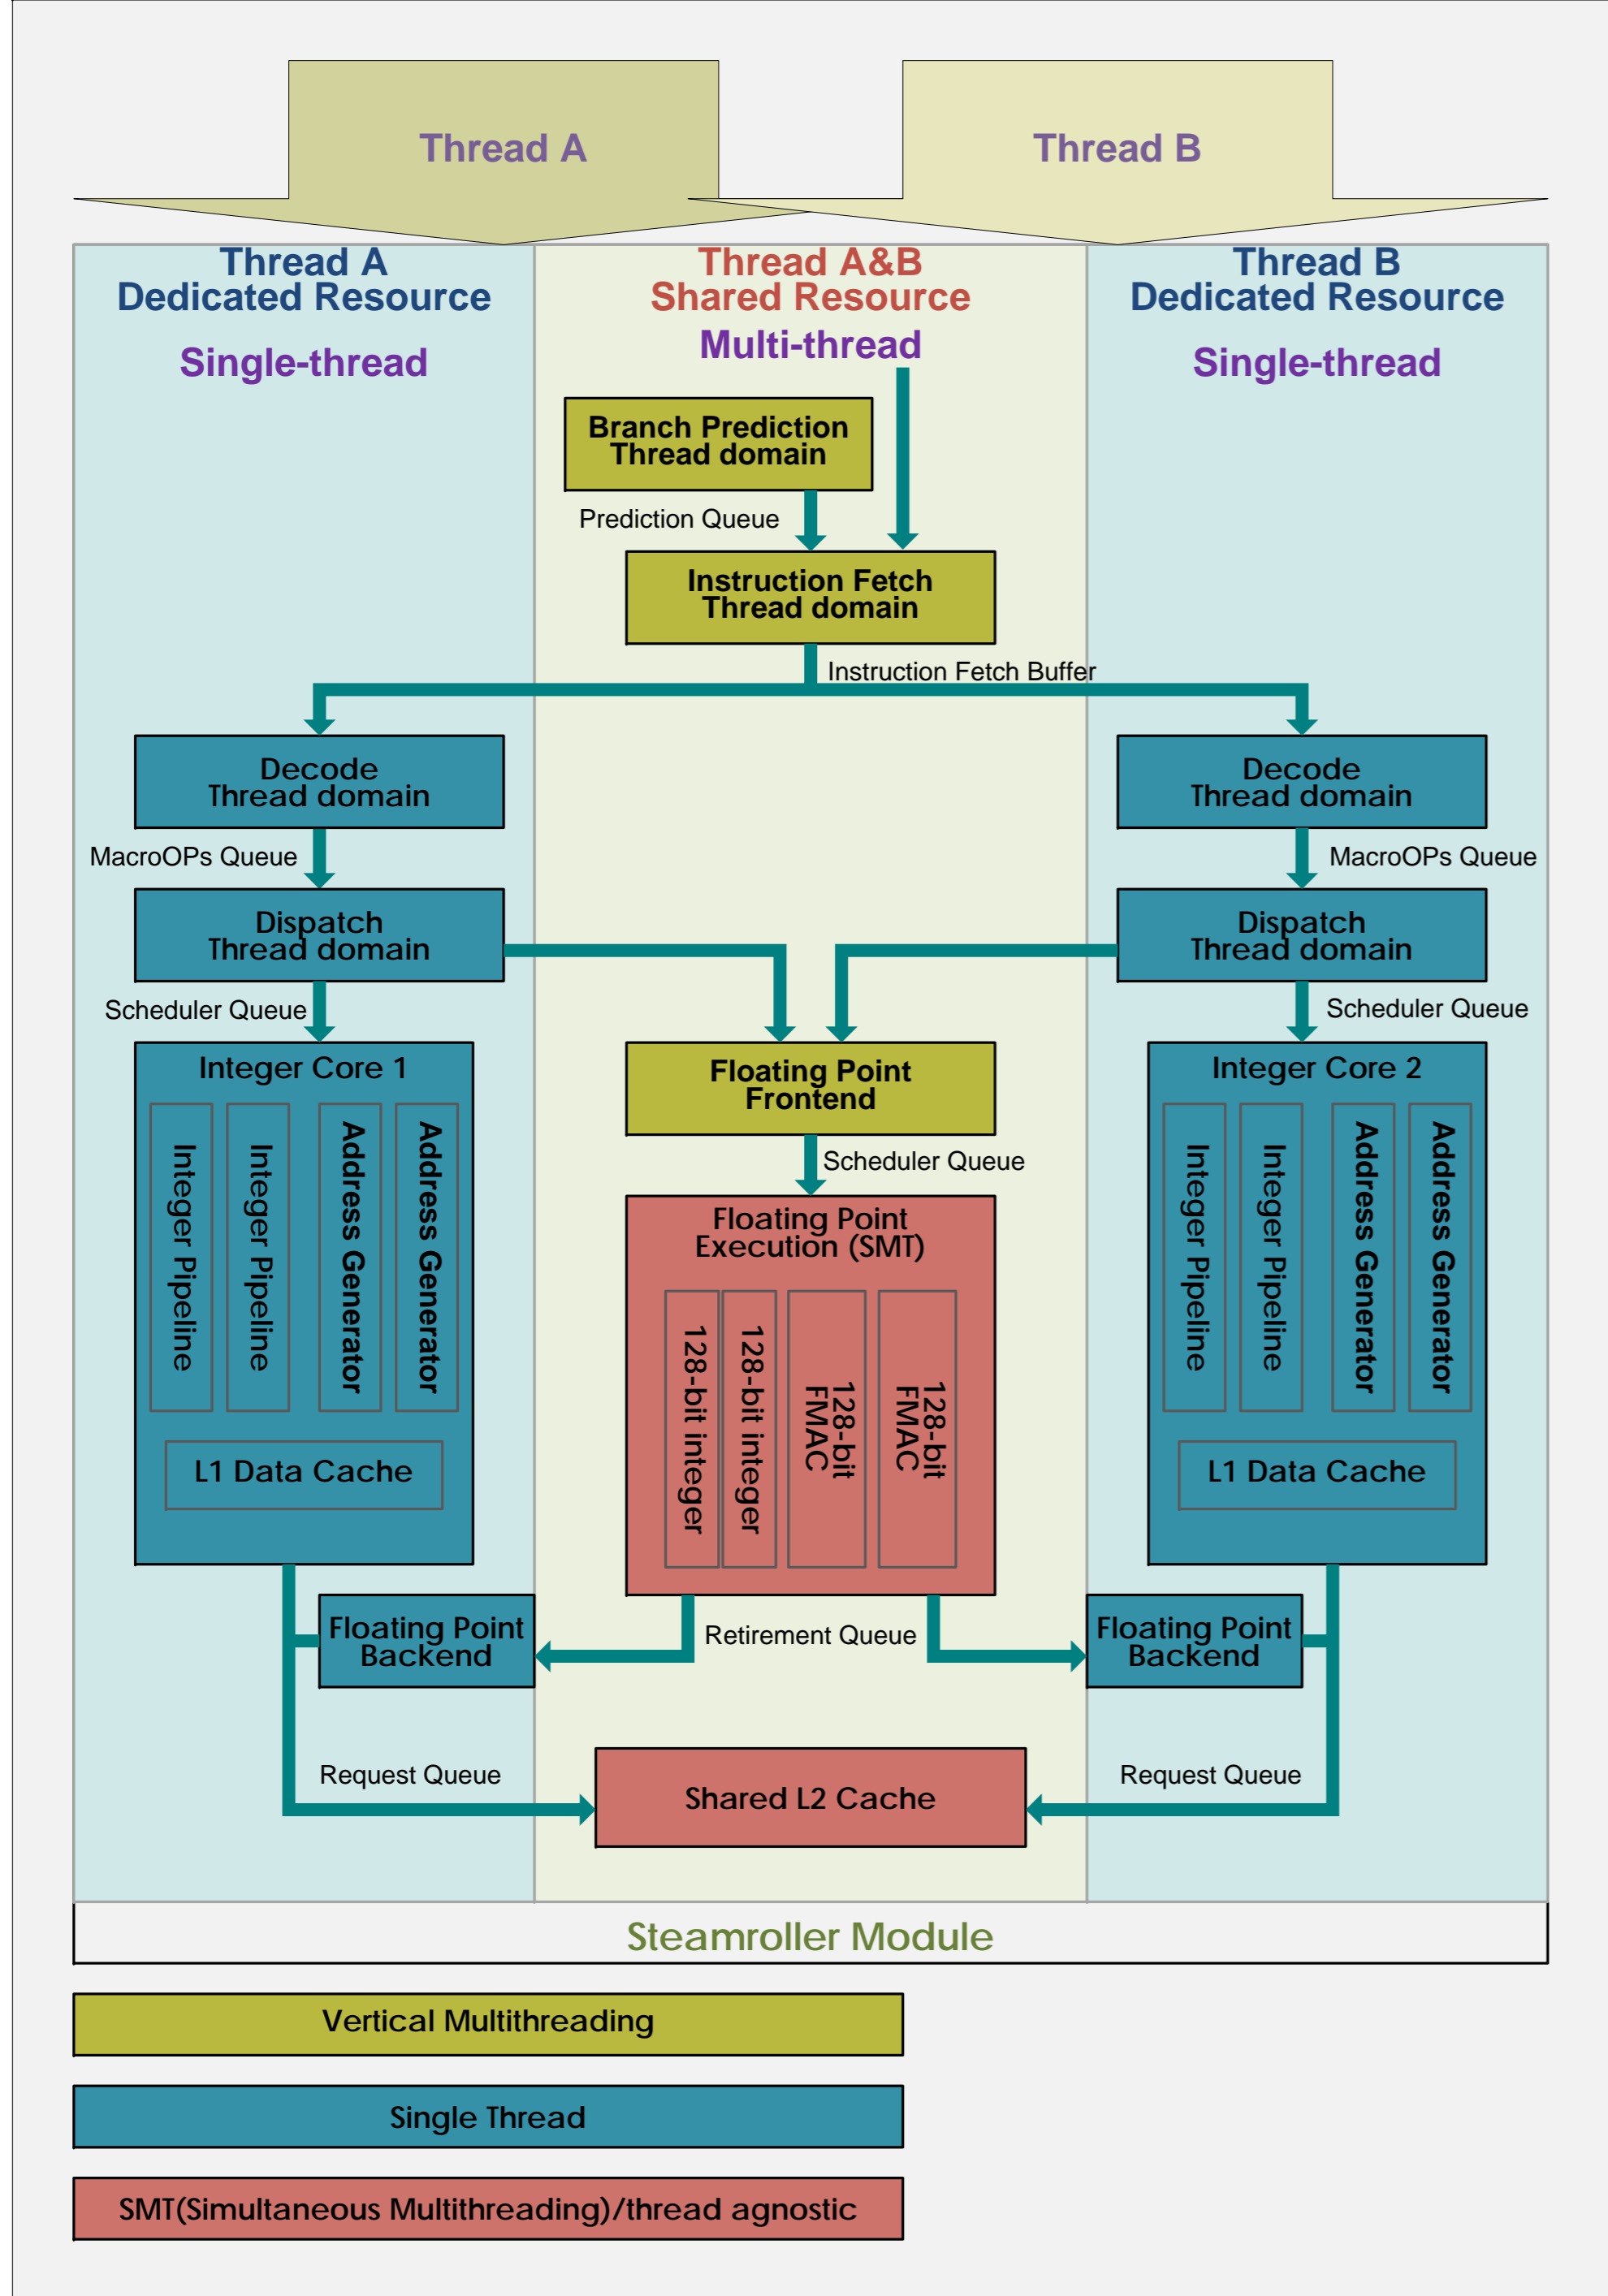 Thread A
Thread B
Thread A
Dedicated Resource
Single-thread
Thread A&B
Shared Resource
Multi-thread
Thread B
Dedicated Resource
Single-thread
Branch Prediction
Thread domain
Prediction Queue
Instruction Fetch
Thread domain
Instruction Fetch Buffer
Decode
Thread domain
Decode
Thread domain
MacroOPs Queue
MacroOPs Queue
Dispatch
Thread domain
Dispatch
Thread domain
Scheduler Queue
Scheduler Queue
Integer Core 1
Integer Pipeline
Integer Pipeline
Address Generator
Address Generator
L1 Data Cache
Floating Point
Frontend
Scheduler Queue
Floating Point
Execution (SMT)
128-bit integer
128-bit integer
128-bit
FMAC
128-bit
FMAC
Integer Core 2
Integer Pipeline
Integer Pipeline
Address Generator
Address Generator
L1 Data Cache
Floating Point
Backend
Retirement Queue
Floating Point
Backend
Request Queue
Shared L2 Cache
Request Queue
Steamroller Module
Vertical Multithreading
Single Thread
SMT(Simultaneous Multithreading)/thread agnostic